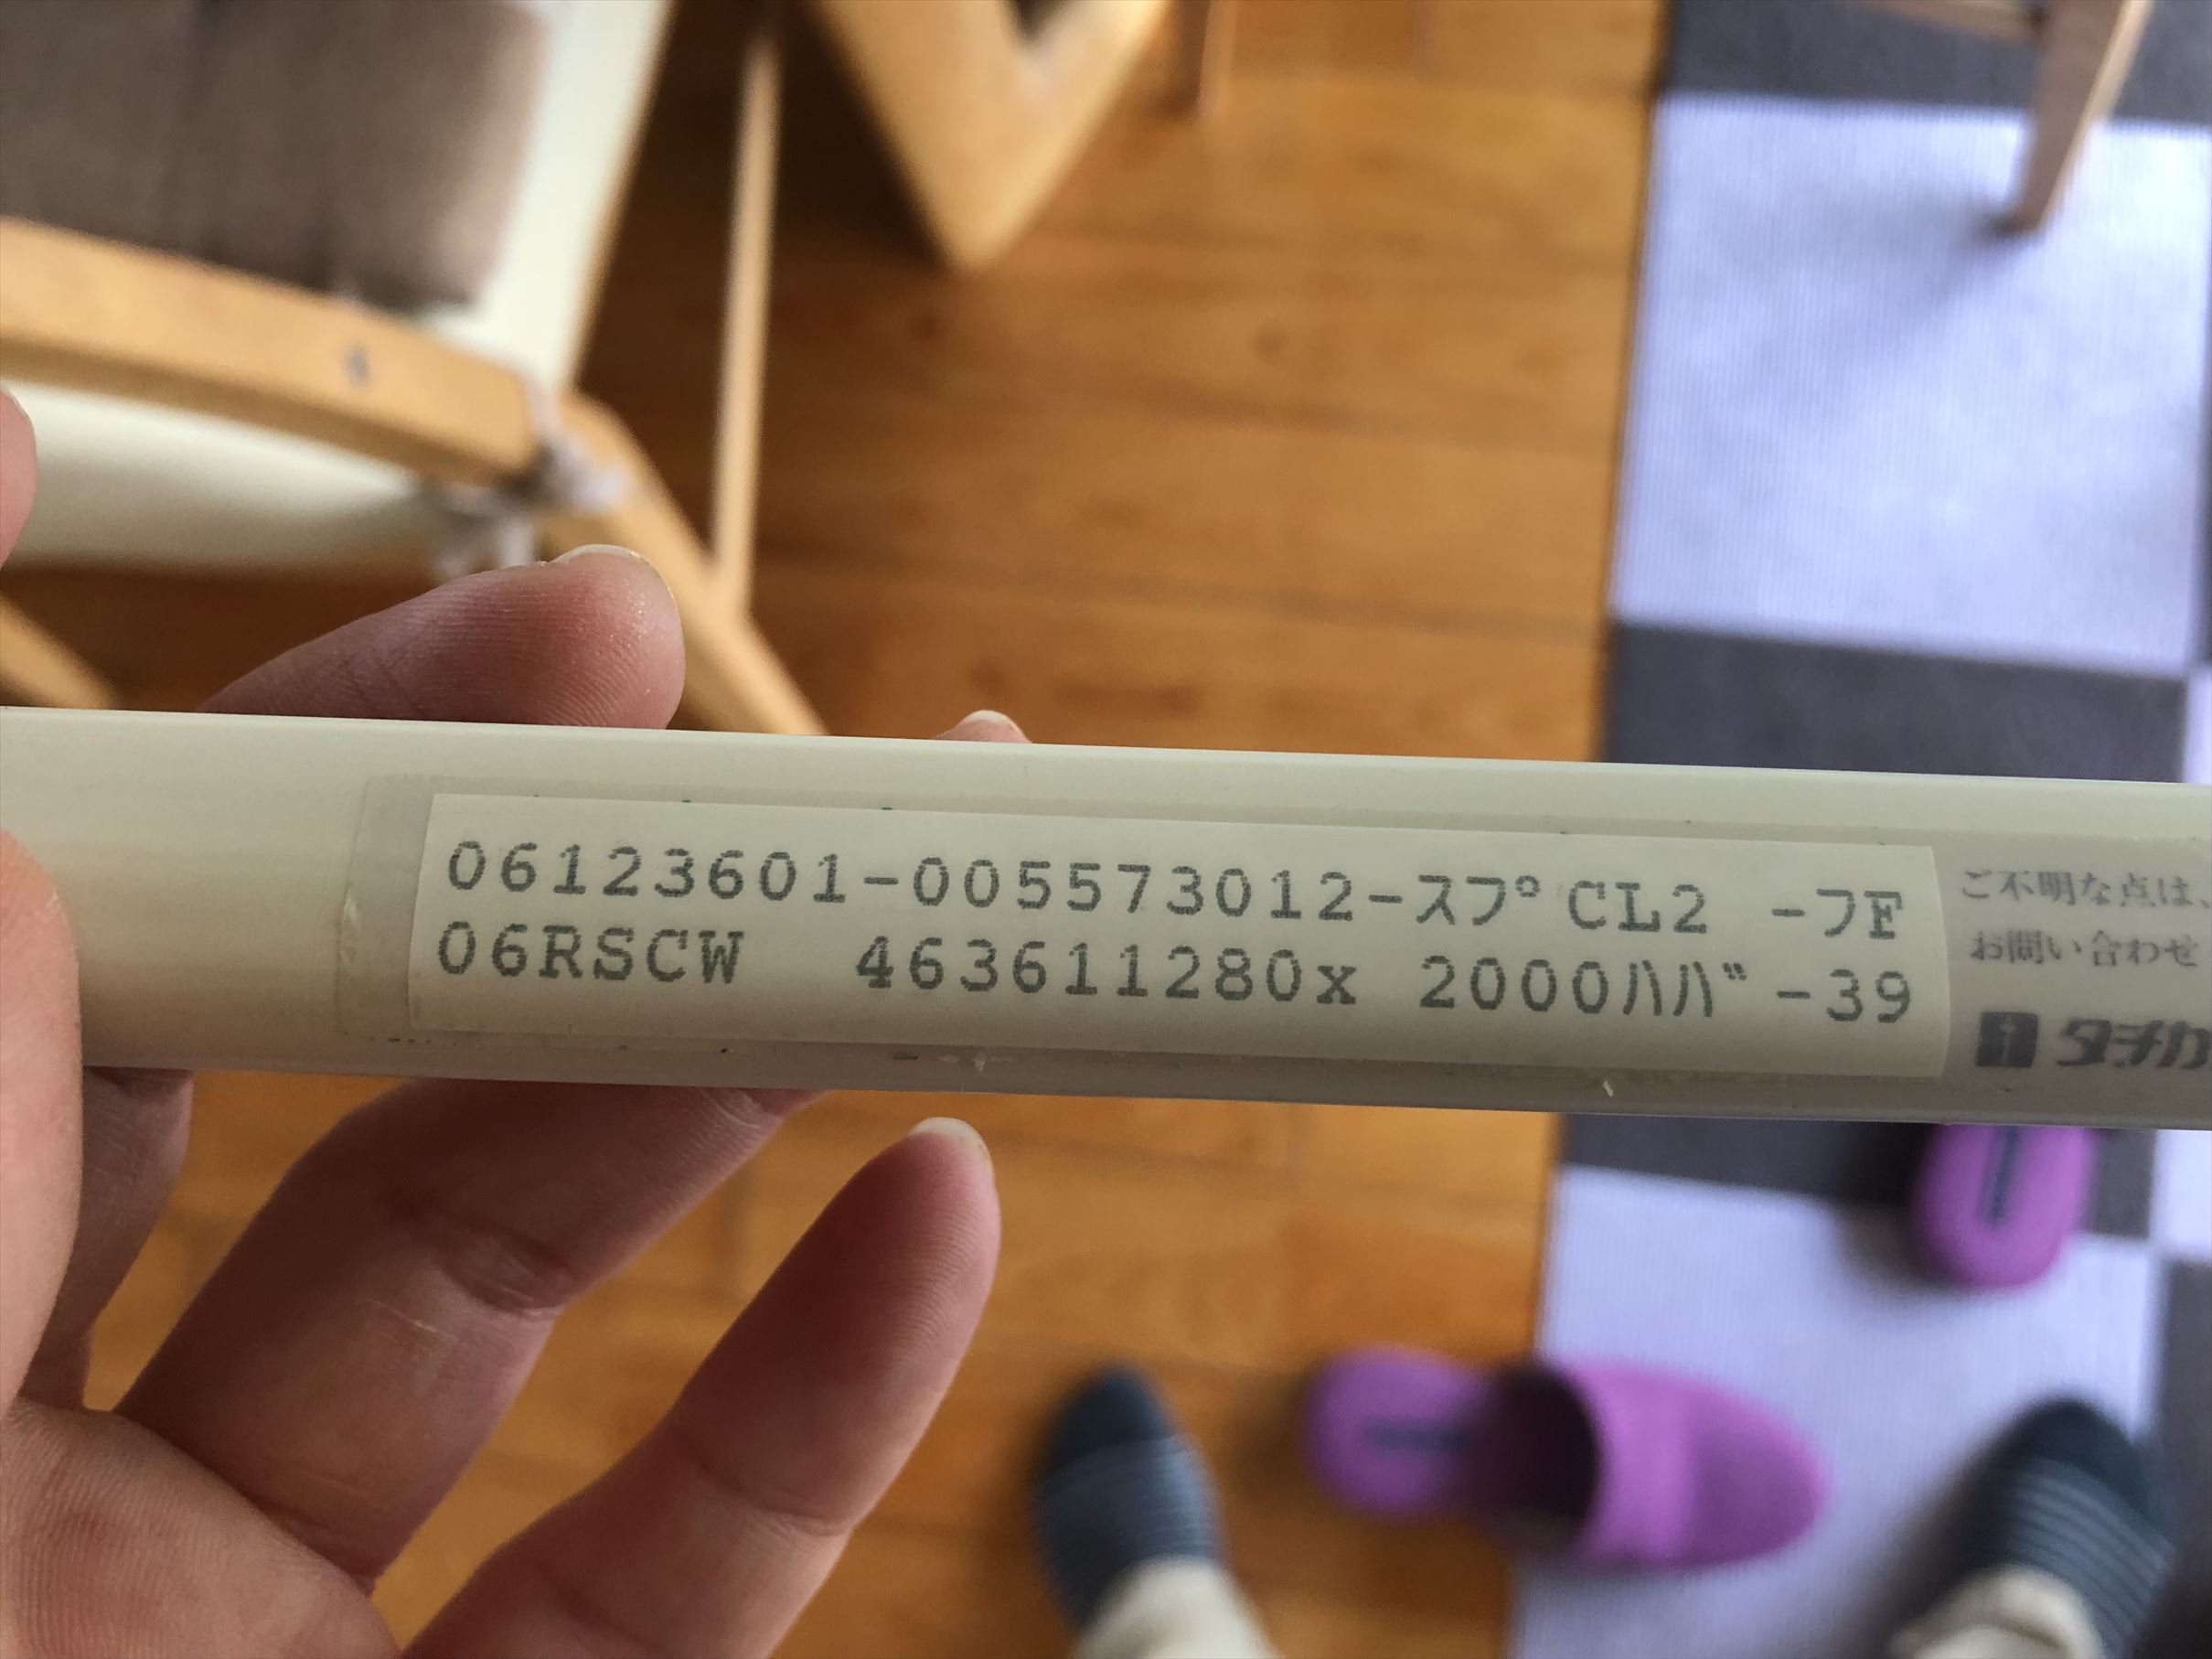 06123601-005573012-ｽﾌﾟCL2 -ﾌF
06RSCW 463611280x 2000ﾊﾊﾞ-39
ご不明な点は、
お問い合わせ
タチカ